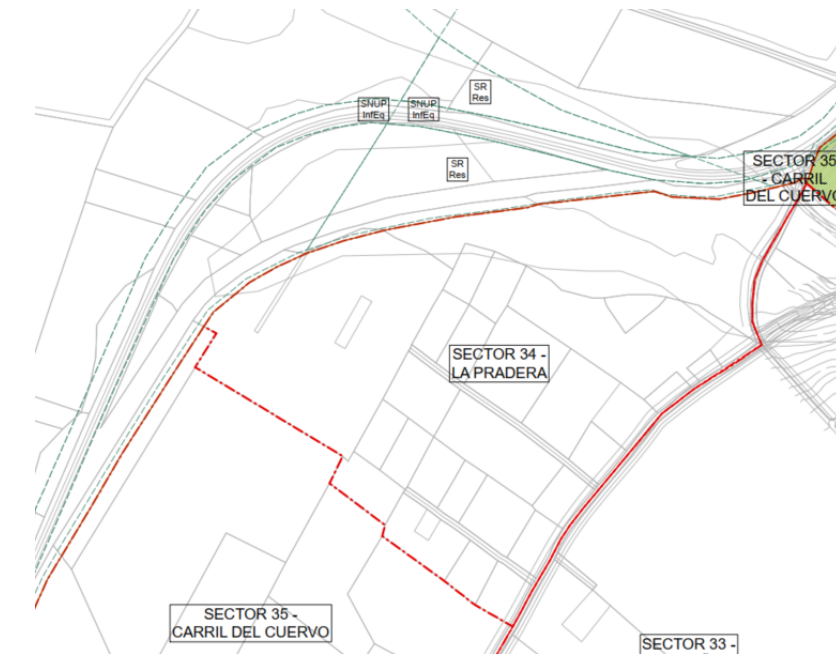 SR
Res
SNUP
InfEq
SNUP
InfEq
SR
Res
SECTOR 35
- CARRIL
DEL CUERVO
SECTOR 34 -
LA PRADERA
SECTOR 35 -
CARRIL DEL CUERVO
SECTOR 33 -